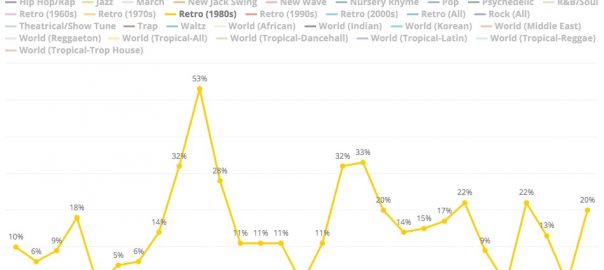 Hip Hop/Rap Jazz March New Jack Swing New Wave Nursery Rhyme Pop Psychedelic R&B/Soul
Retro (1960s) Retro (1970s) Retro (1980s) Retro (1990s) Retro (2000s) Retro (All) Rock (All)
Theatrical/Show Tune Trap Waltz World (African) World (Indian) World (Korean) World (Middle East)
World (Reggaeton) World (Tropical-All) World (Tropical-Dancehall) World (Tropical-Latin) World (Tropical-Reggae)
World (Tropical-Trop House)
53%
32% 32% 33%
28%
18% 20% 22% 22% 20%
14% 14% 15% 17%
10% 6% 9% 5% 6% 11% 11% 11% 11% 9% 13%